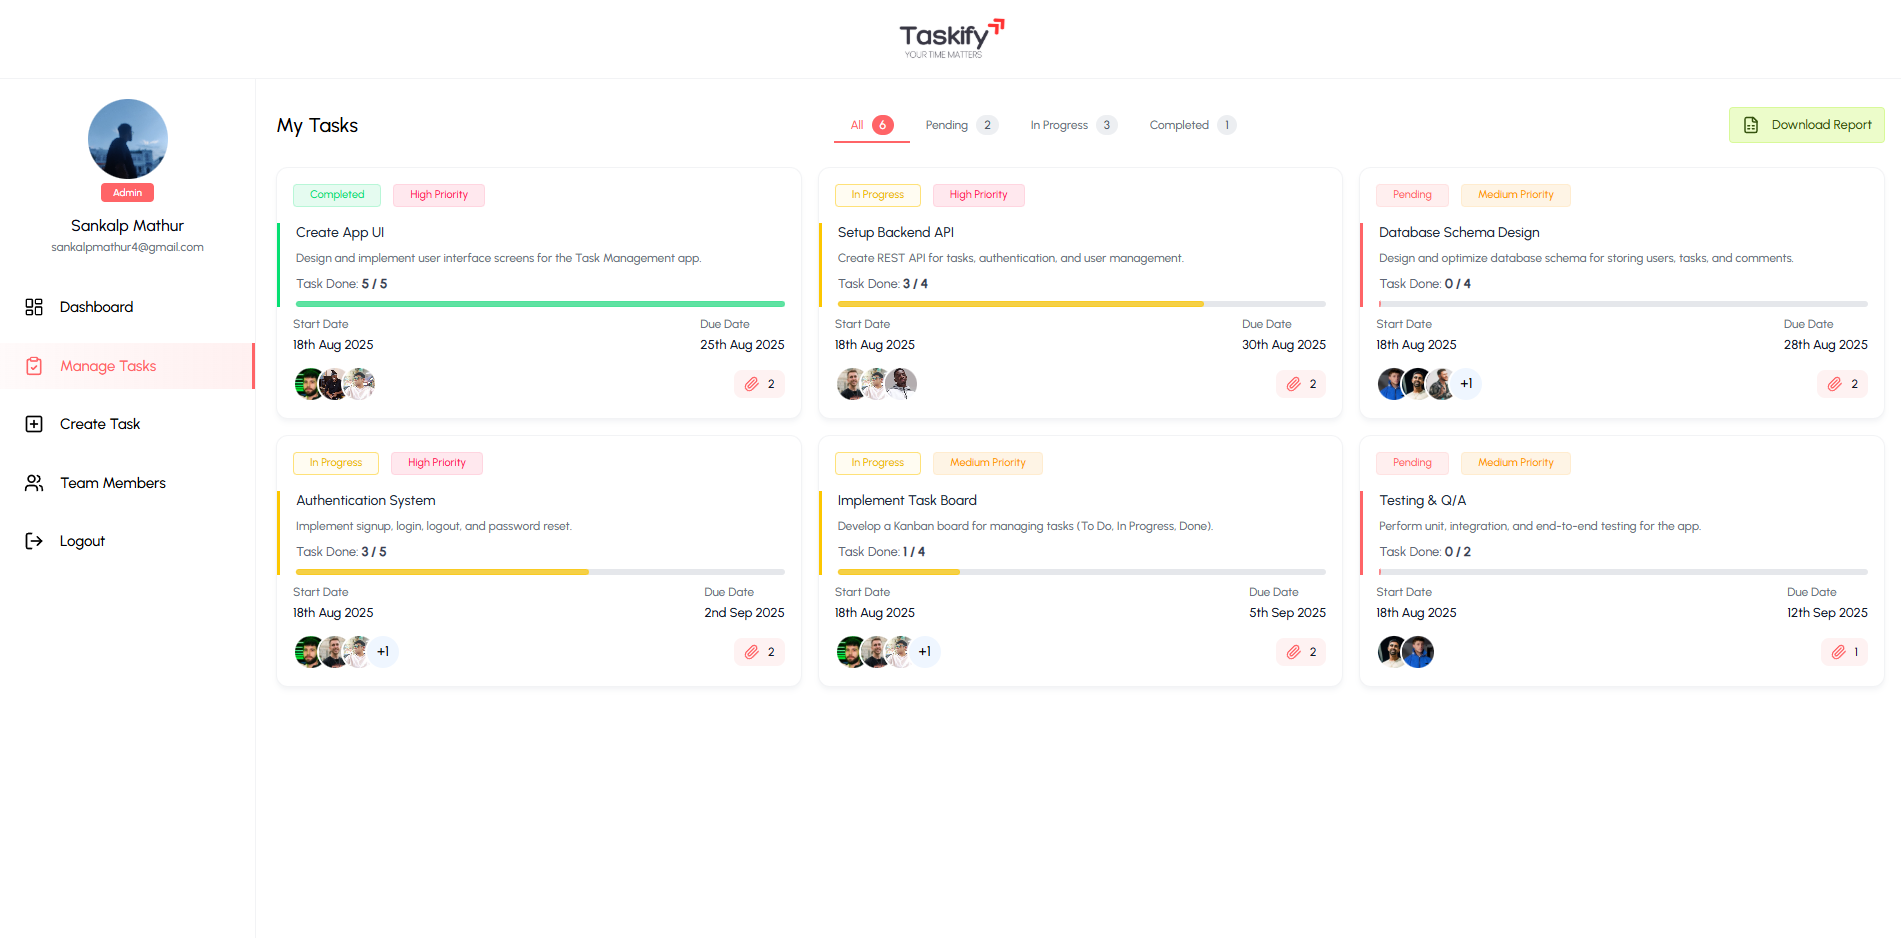 Taskify
YOUR TIME MATTERS
Admin
Sankalp Mathur
sankalpmathur4@gmail.com
Dashboard
Manage Tasks
Create Task
Team Members
Logout
My Tasks
All 6
Pending 2
In Progress 3
Completed 1
Download Report
Completed High Priority
Create App UI
Design and implement user interface screens for the Task Management app.
Task Done: 5 / 5
Start Date Due Date
18th Aug 2025 25th Aug 2025
2
In Progress High Priority
Setup Backend API
Create REST API for tasks, authentication, and user management.
Task Done: 3 / 4
Start Date Due Date
18th Aug 2025 30th Aug 2025
2
Pending Medium Priority
Database Schema Design
Design and optimize database schema for storing users, tasks, and comments.
Task Done: 0 / 4
Start Date Due Date
18th Aug 2025 28th Aug 2025
+1 2
In Progress High Priority
Authentication System
Implement signup, login, logout, and password reset.
Task Done: 3 / 5
Start Date Due Date
18th Aug 2025 2nd Sep 2025
+1 2
In Progress Medium Priority
Implement Task Board
Develop a Kanban board for managing tasks (To Do, In Progress, Done).
Task Done: 1 / 4
Start Date Due Date
18th Aug 2025 5th Sep 2025
+1 2
Pending Medium Priority
Testing & Q/A
Perform unit, integration, and end-to-end testing for the app.
Task Done: 0 / 2
Start Date Due Date
18th Aug 2025 12th Sep 2025
1